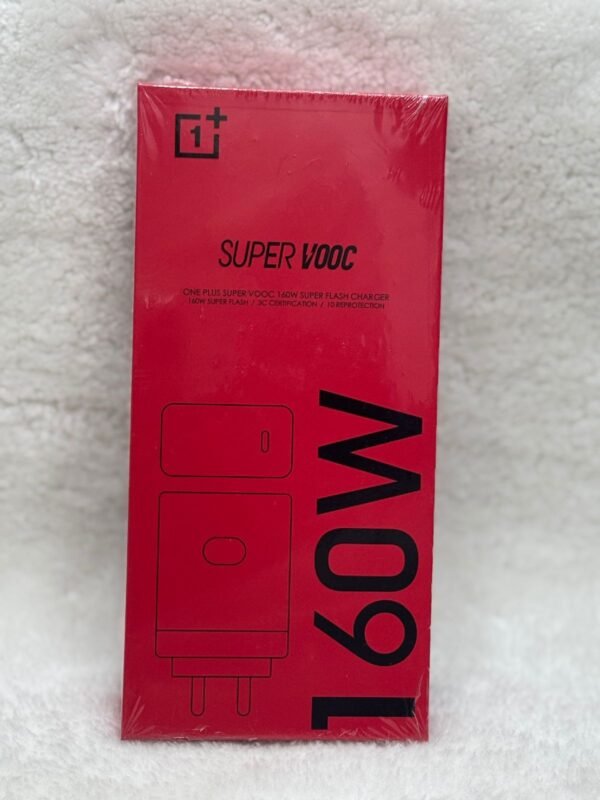 1+
SUPER VOOC
ONE PLUS SUPER VOOC 160W SUPER FLASH CHARGER
160W SUPER FLASH / 3C CERTIFICATION / 10 REPROTECTION
160W